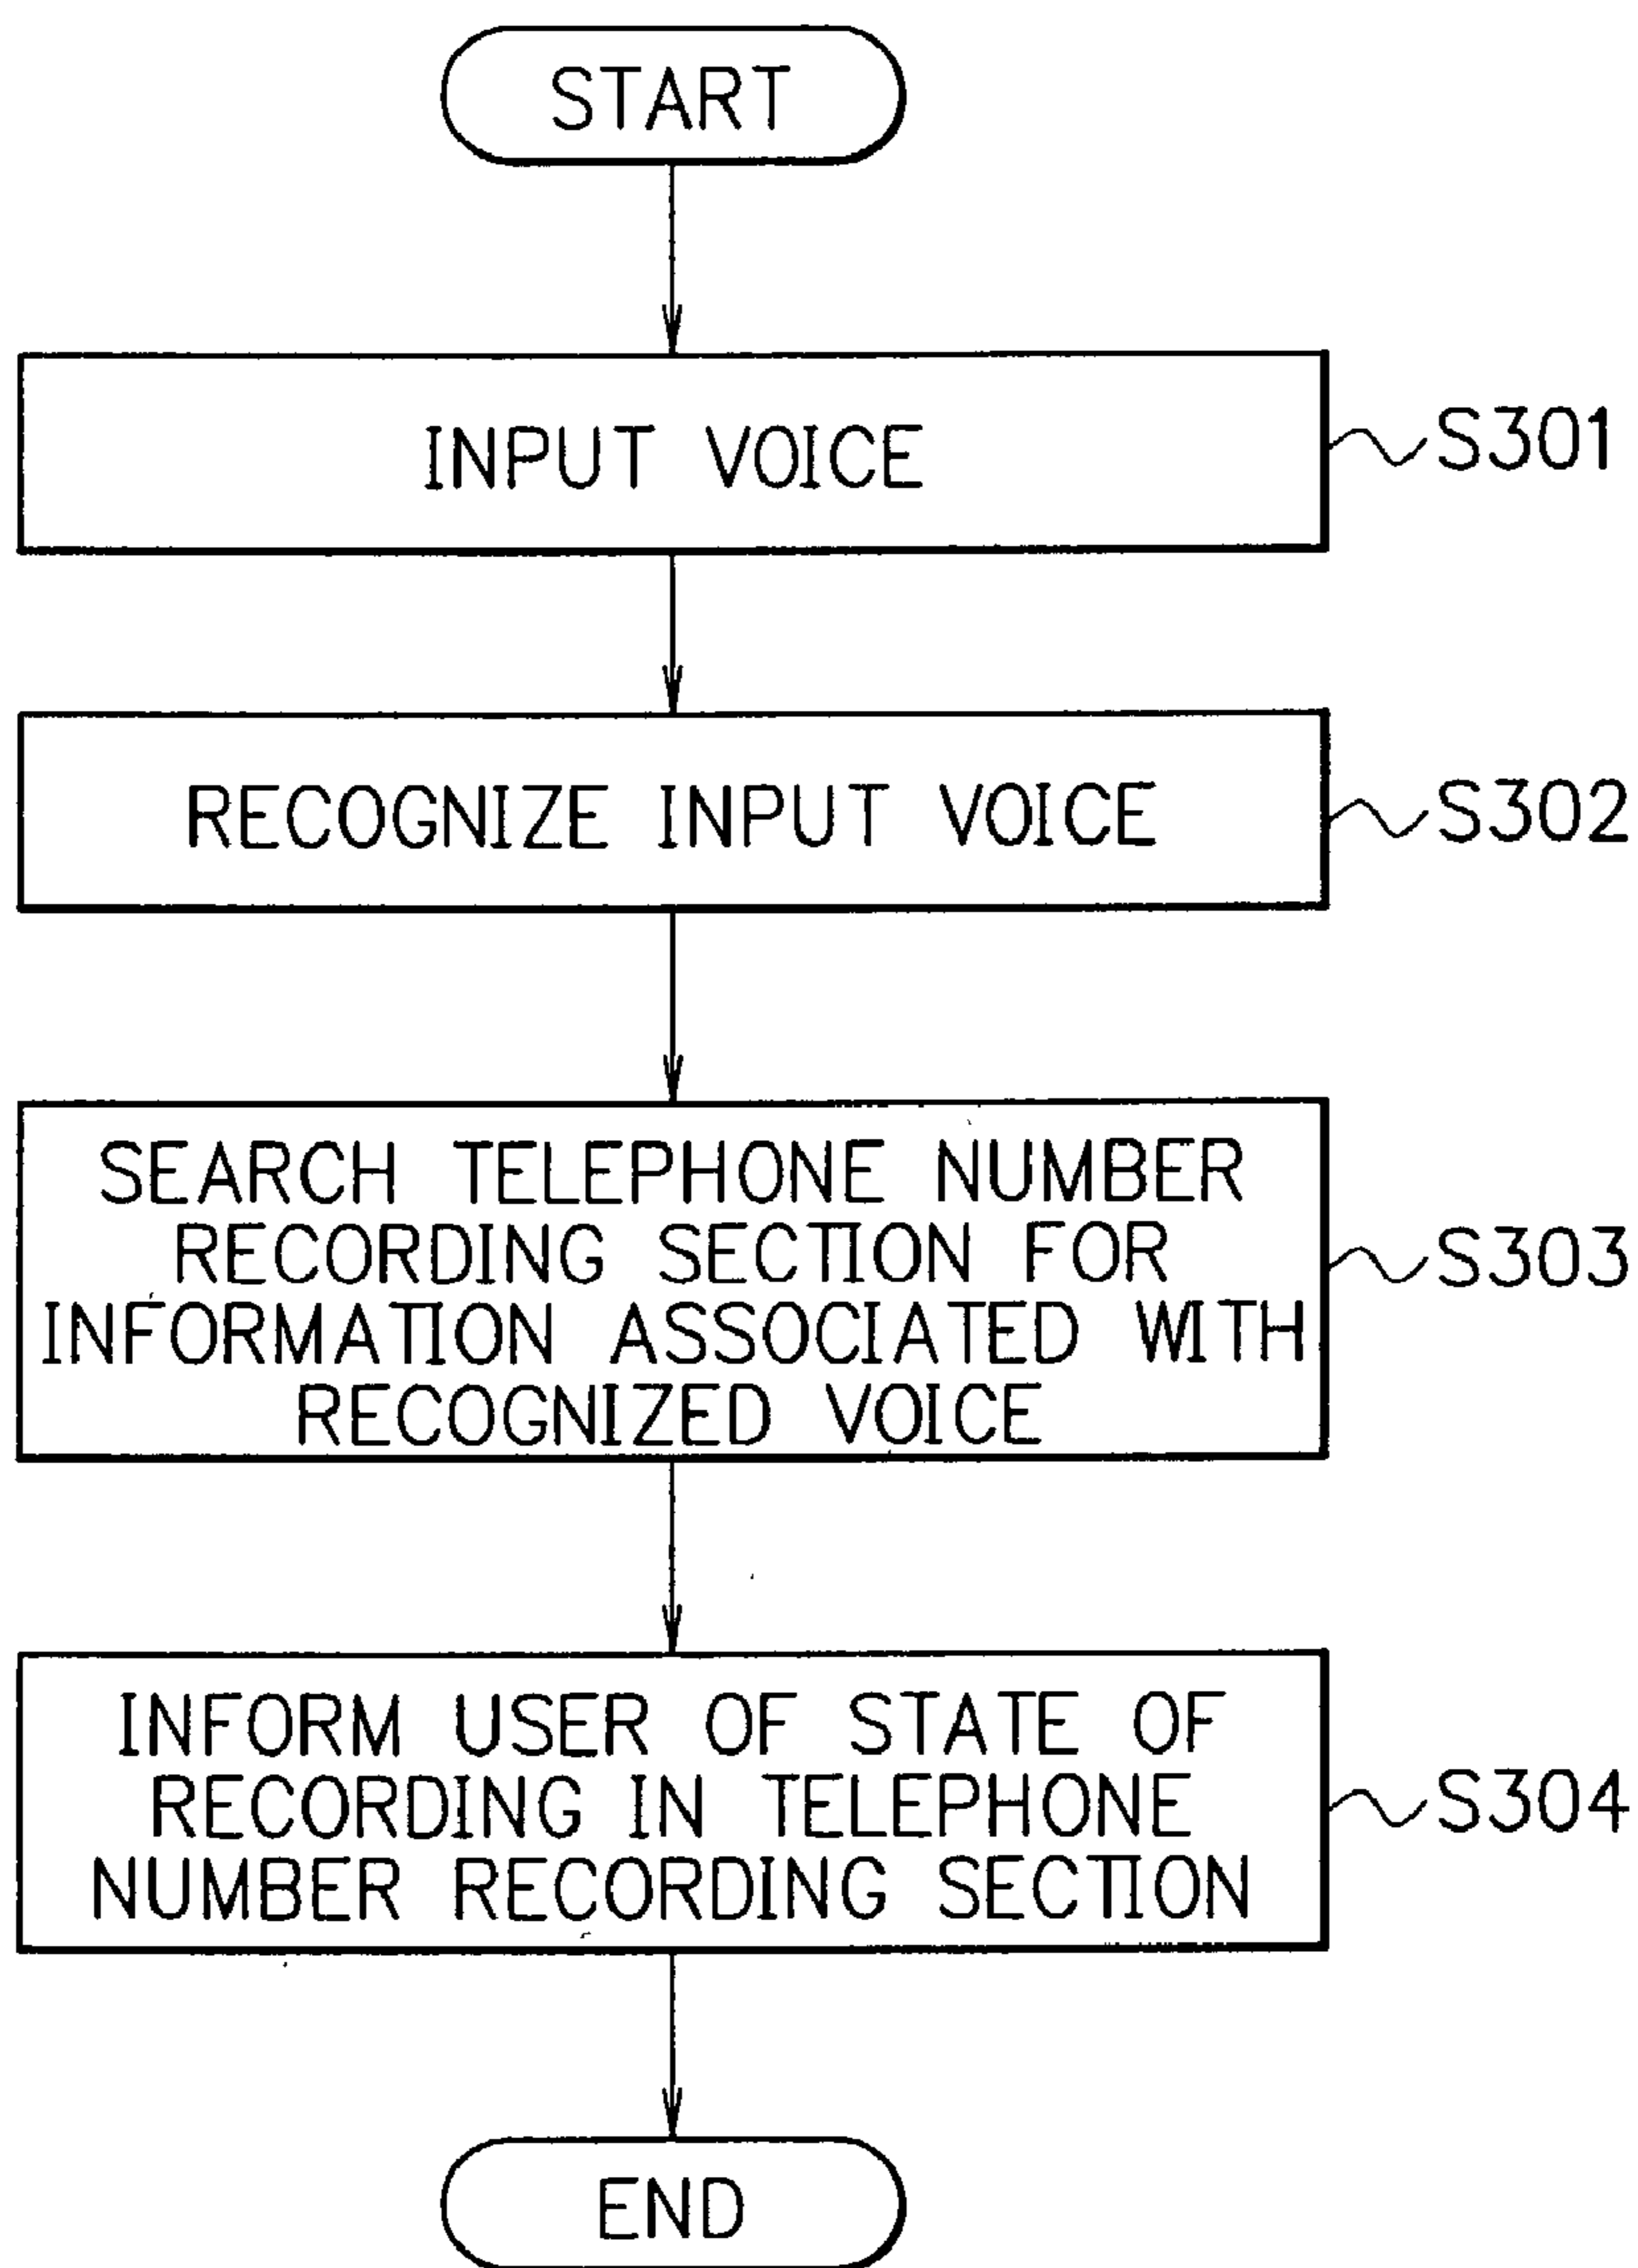 START
INPUT VOICE
S301
RECOGNIZE INPUT VOICE
S302
SEARCH TELEPHONE NUMBER
RECORDING SECTION FOR
INFORMATION ASSOCIATED WITH
RECOGNIZED VOICE
S303
INFORM USER OF STATE OF
RECORDING IN TELEPHONE
NUMBER RECORDING SECTION
S304
END